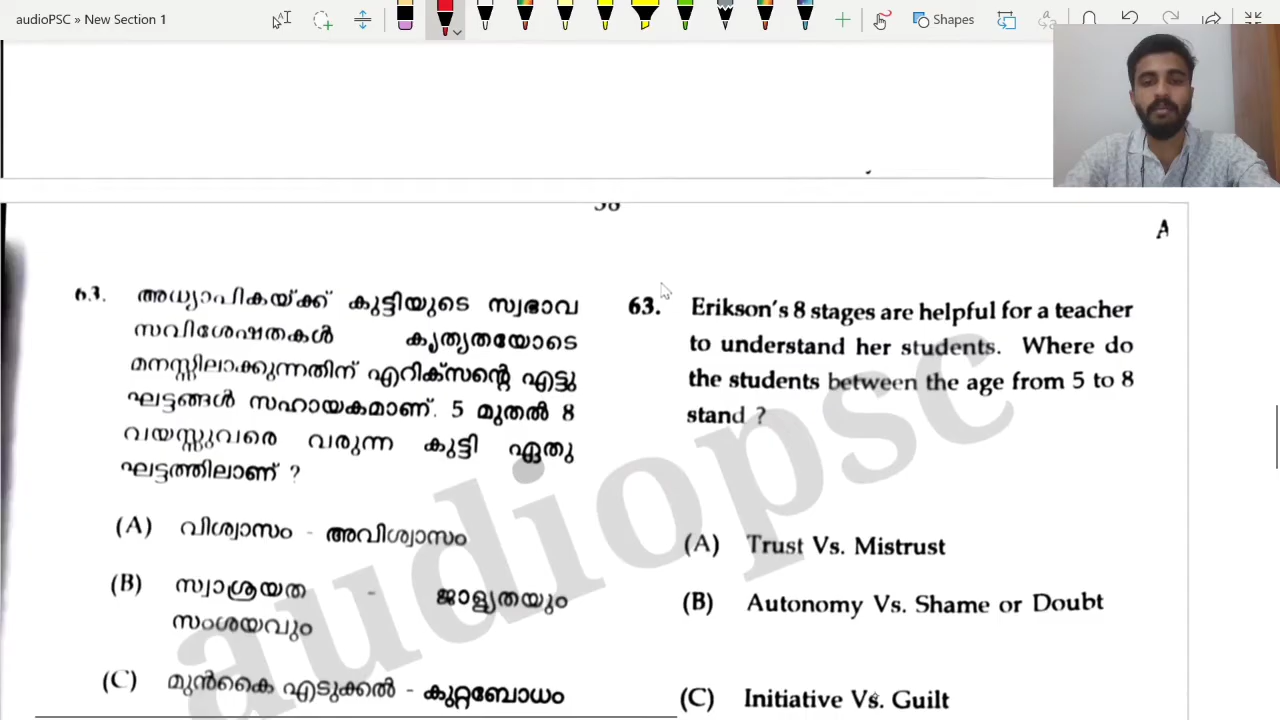 audioPSC » New Section 1
Shapes
A
63. അധ്യാപികയ്ക്ക് കുട്ടിയുടെ സ്വഭാവ
സവിശേഷതകൾ കൃത്യതയോടെ
മനസ്സിലാക്കുന്നതിന് എറിക്സന്റെ എട്ടു
ഘട്ടങ്ങൾ സഹായകമാണ്. 5 മുതൽ 8
വയസ്സുവരെ വരുന്ന കുട്ടി ഏതു
ഘട്ടത്തിലാണ് ?
(A) വിശ്വാസം - അവിശ്വാസം
(B) സ്വാശ്രയത - ജാള്യതയും
സംശയവും
(C) മുൻകൈ എടുക്കൽ - കുറ്റബോധം
63. Erikson's 8 stages are helpful for a teacher
to understand her students. Where do
the students between the age from 5 to 8
stand ?
(A) Trust Vs. Mistrust
(B) Autonomy Vs. Shame or Doubt
(C) Initiative Vs. Guilt
audiopsc